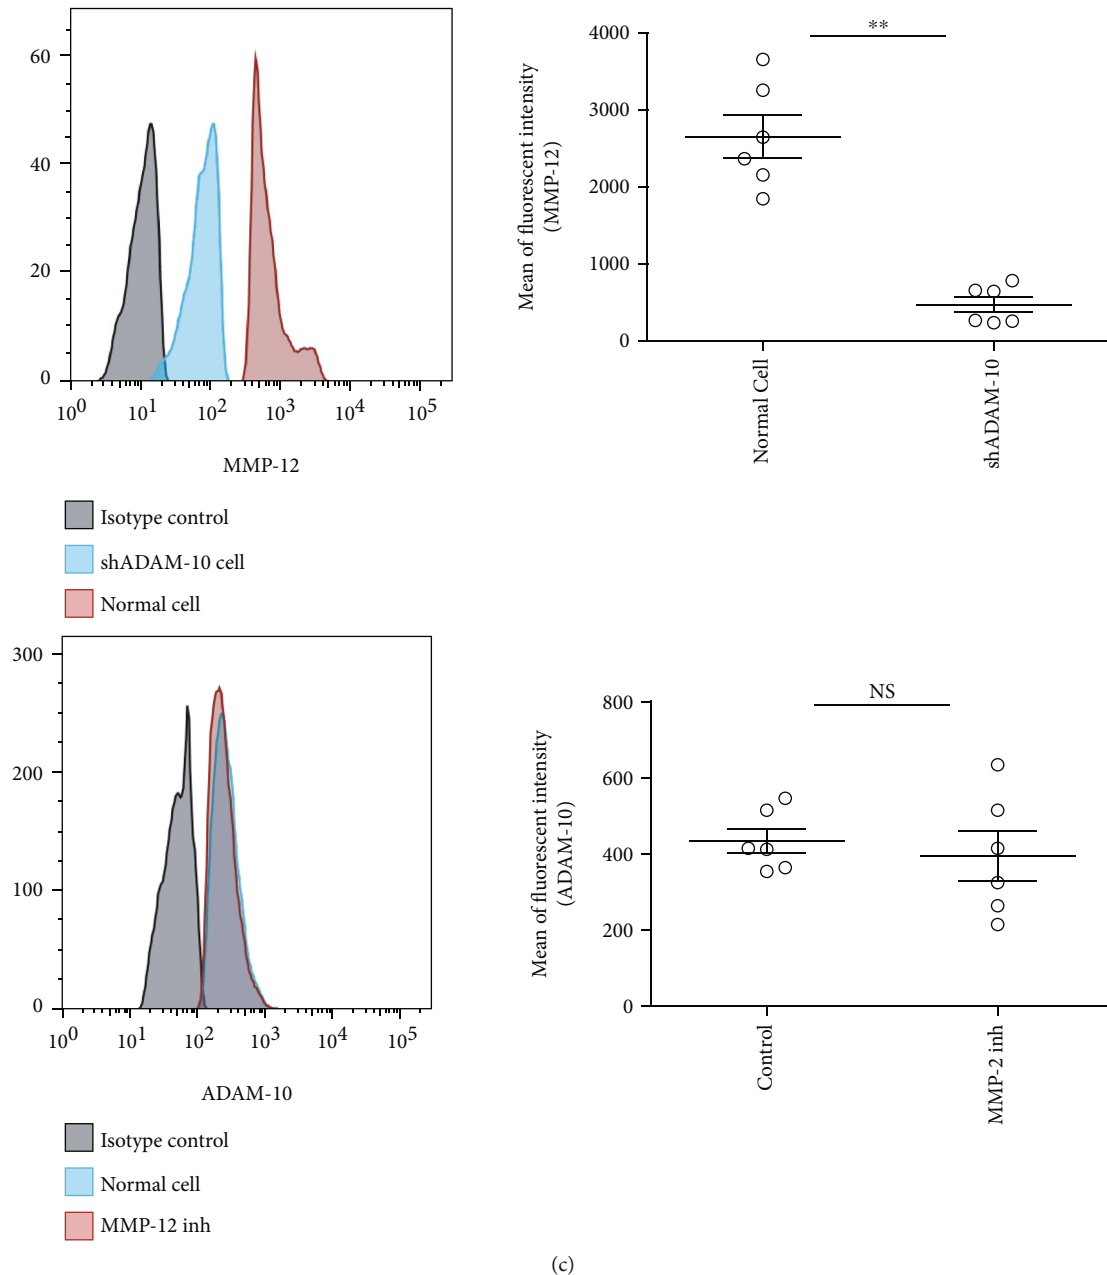 60
40
20
0
10^0 10^1 10^2 10^3 10^4 10^5
MMP-12
Isotype control
shADAM-10 cell
Normal cell
Mean of fluorescent intensity
(MMP-12)
4000
3000
2000
1000
0
**
Normal Cell
shADAM-10
300
200
100
0
10^0 10^1 10^2 10^3 10^4 10^5
ADAM-10
Isotype control
Normal cell
MMP-12 inh
Mean of fluorescent intensity
(ADAM-10)
800
600
400
200
0
NS
Control
MMP-2 inh
(c)